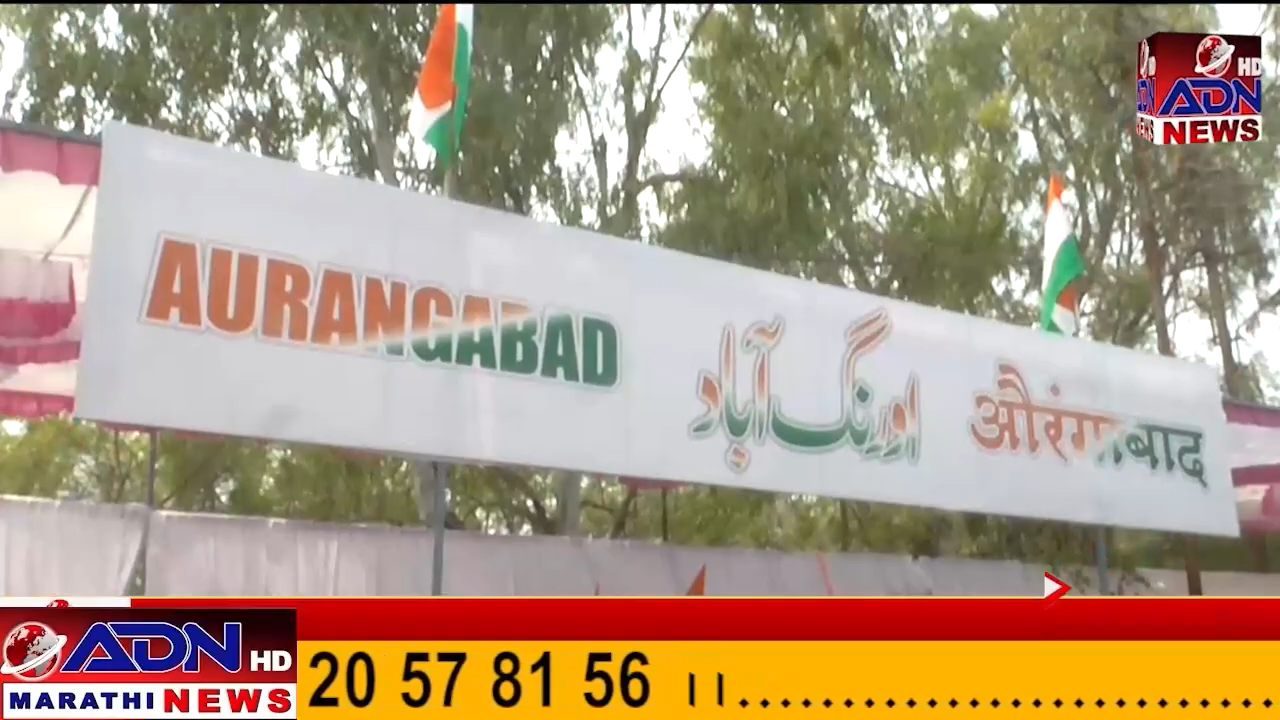 HD
ADN
NEWS
AURANGABAD اورنگ آباد औरंगाबाद
ADN HD
MARATHI NEWS
20 57 81 56 ।।....................